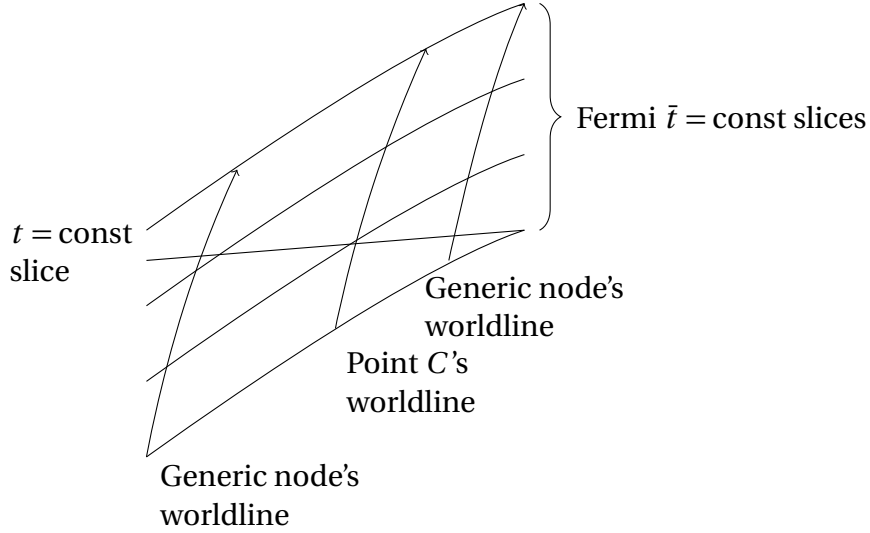 Fermi t̄ = const slices
t = const
slice
Generic node's
worldline
Point C's
worldline
Generic node's
worldline